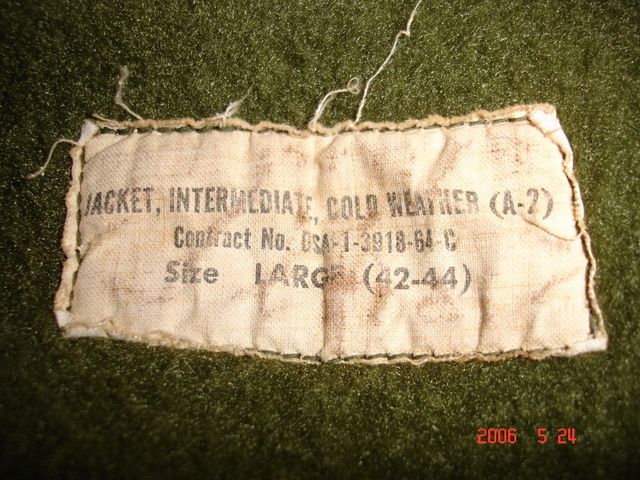 JACKET, INTERMEDIATE, COLD WEATHER (A-2)
Contract No. DSA-1-3918-64-C
Size LARGE (42-44)
2006 5 24